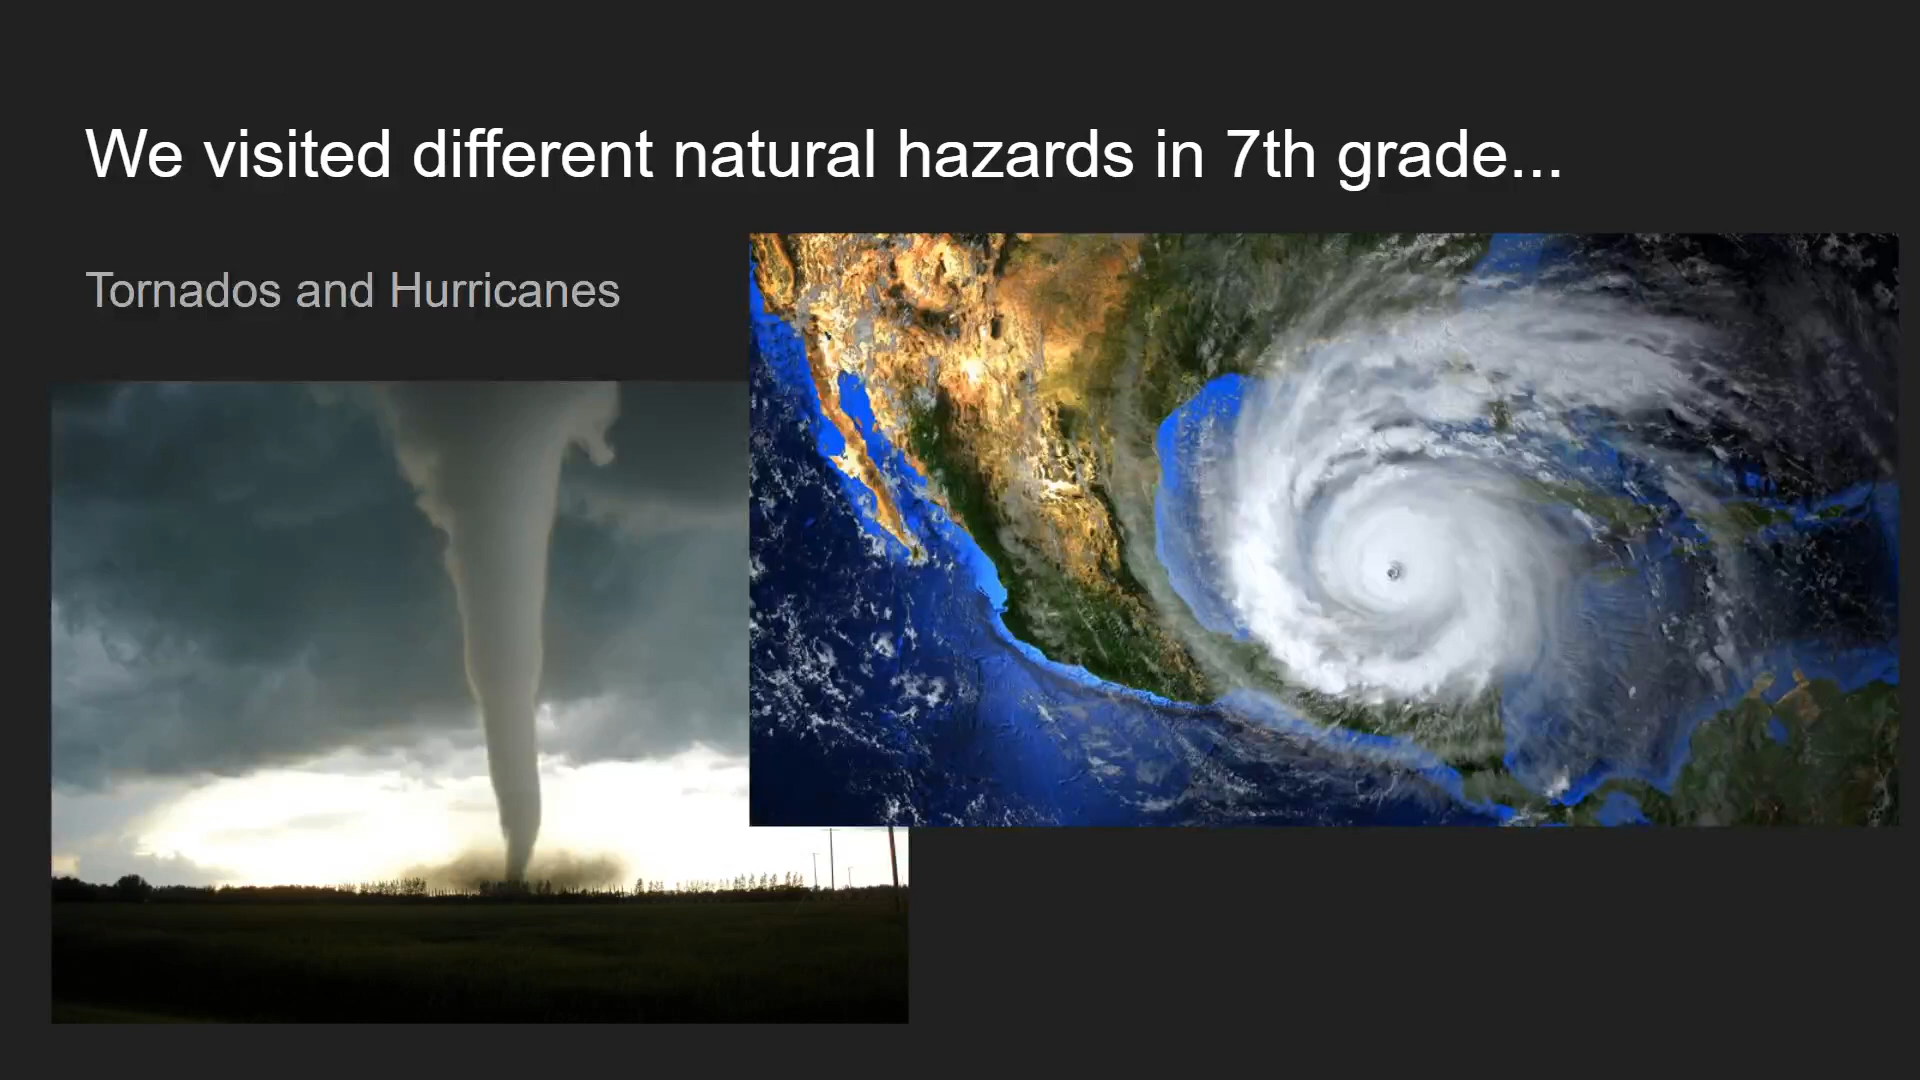 We visited different natural hazards in 7th grade...
Tornados and Hurricanes